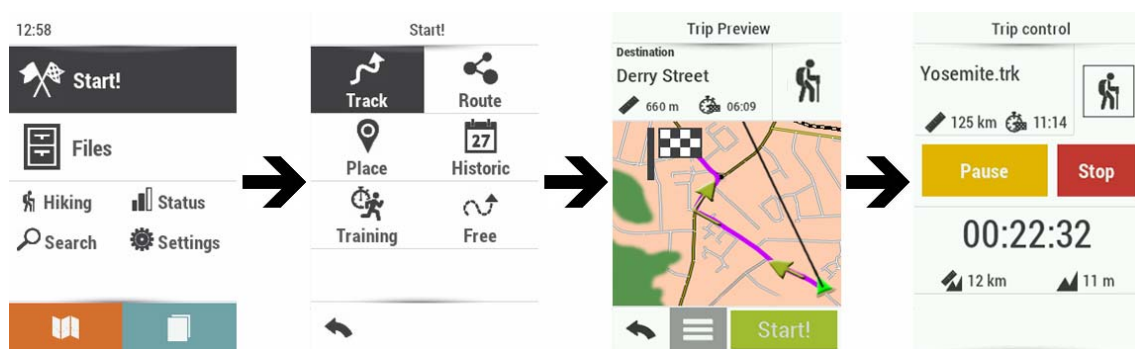 12:58
Start!
Files
Hiking
Status
Search
Settings
Start!
Track
Route
Place
27
Historic
Training
Free
Trip Preview
Destination
Derry Street
660 m 06:09
Start!
Trip control
Yosemite.trk
125 km 11:14
Pause
Stop
00:22:32
12 km
11 m